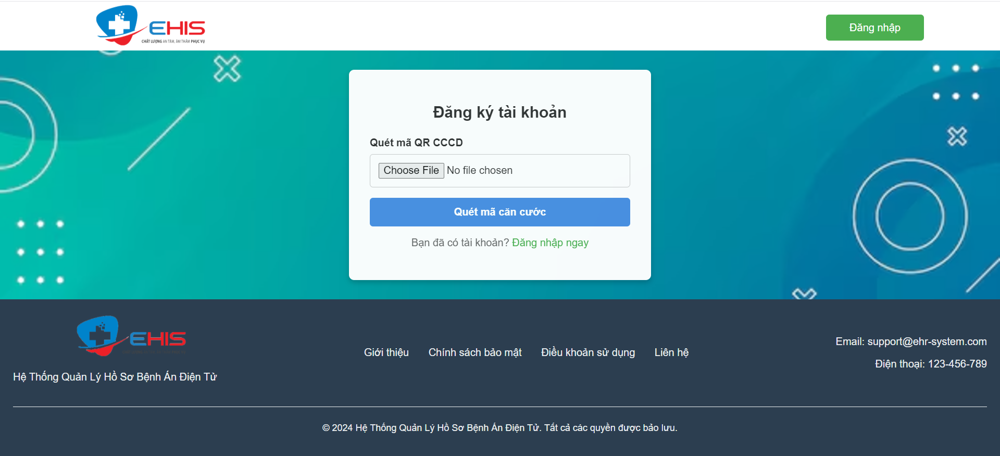 EHIS
CHẤT LƯỢNG AN TÂM, ÂM THẦM PHỤC VỤ
Đăng nhập
Đăng ký tài khoản
Quét mã QR CCCD
Choose File No file chosen
Quét mã căn cước
Bạn đã có tài khoản? Đăng nhập ngay
EHIS
Hệ Thống Quản Lý Hồ Sơ Bệnh Án Điện Tử
Giới thiệu Chính sách bảo mật Điều khoản sử dụng Liên hệ
Email: support@ehr-system.com
Điện thoại: 123-456-789
© 2024 Hệ Thống Quản Lý Hồ Sơ Bệnh Án Điện Tử. Tất cả các quyền được bảo lưu.